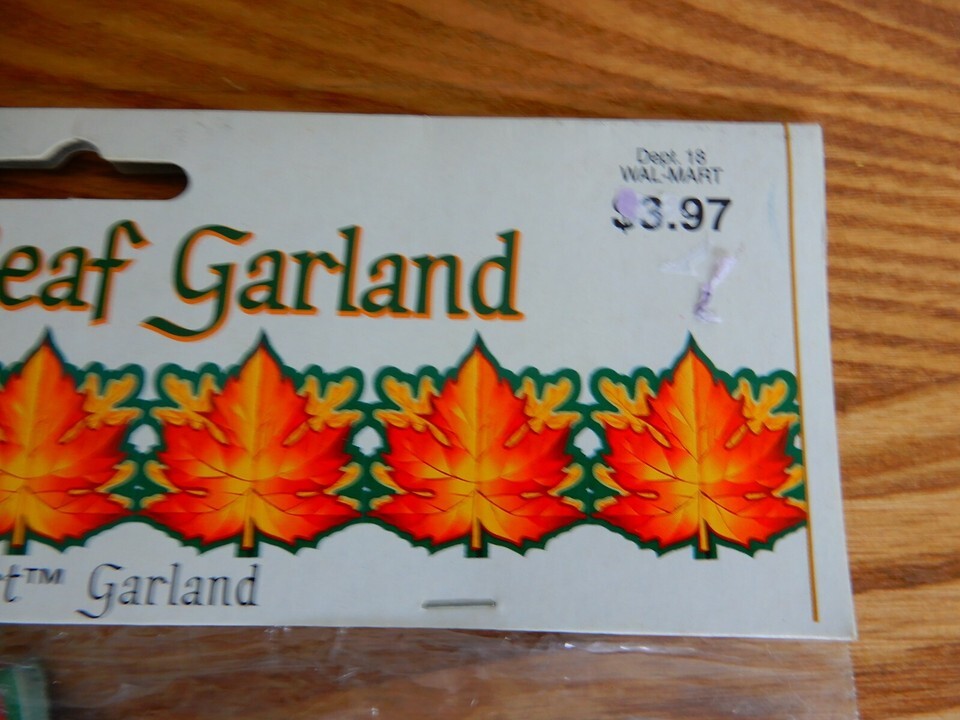 Dept. 18
WAL-MART
$3.97
eaf Garland
t™ Garland